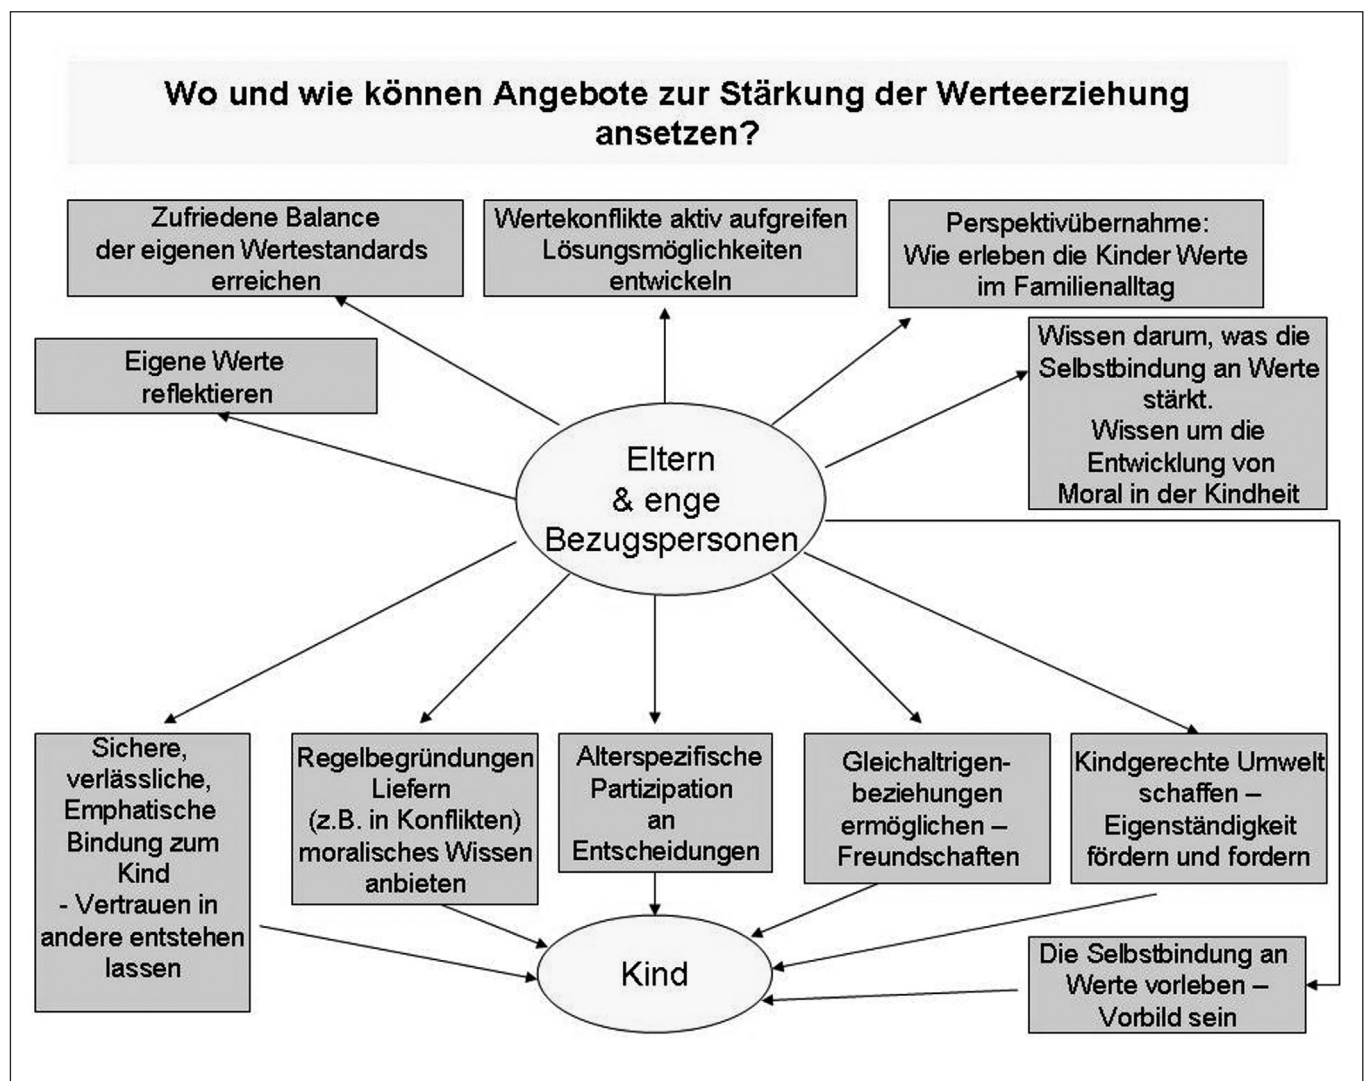 Wo und wie können Angebote zur Stärkung der Werteerziehung
ansetzen?
Zufriedene Balance
der eigenen Wertestandards
erreichen
Wertekonflikte aktiv aufgreifen
Lösungsmöglichkeiten
entwickeln
Perspektivübernahme:
Wie erleben die Kinder Werte
im Familienalltag
Eigene Werte
reflektieren
Wissen darum, was die
Selbstbindung an Werte
stärkt.
Wissen um die
Entwicklung von
Moral in der Kindheit
Eltern
& enge
Bezugspersonen
Sichere,
verlässliche,
Emphatische
Bindung zum
Kind
- Vertrauen in
andere entstehen
lassen
Regelbegründungen
Liefern
(z.B. in Konflikten)
moralisches Wissen
anbieten
Alterspezifische
Partizipation
an
Entscheidungen
Gleichaltrigen-
beziehungen
ermöglichen –
Freundschaften
Kindgerechte Umwelt
schaffen –
Eigenständigkeit
fördern und fordern
Kind
Die Selbstbindung an
Werte vorleben –
Vorbild sein